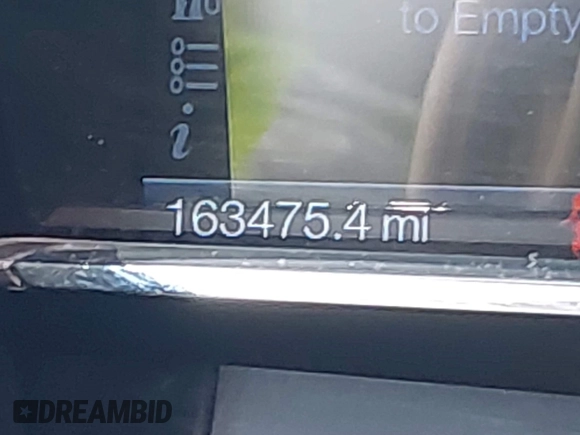 to Empty
i
163475.4 mi
DREAMBID